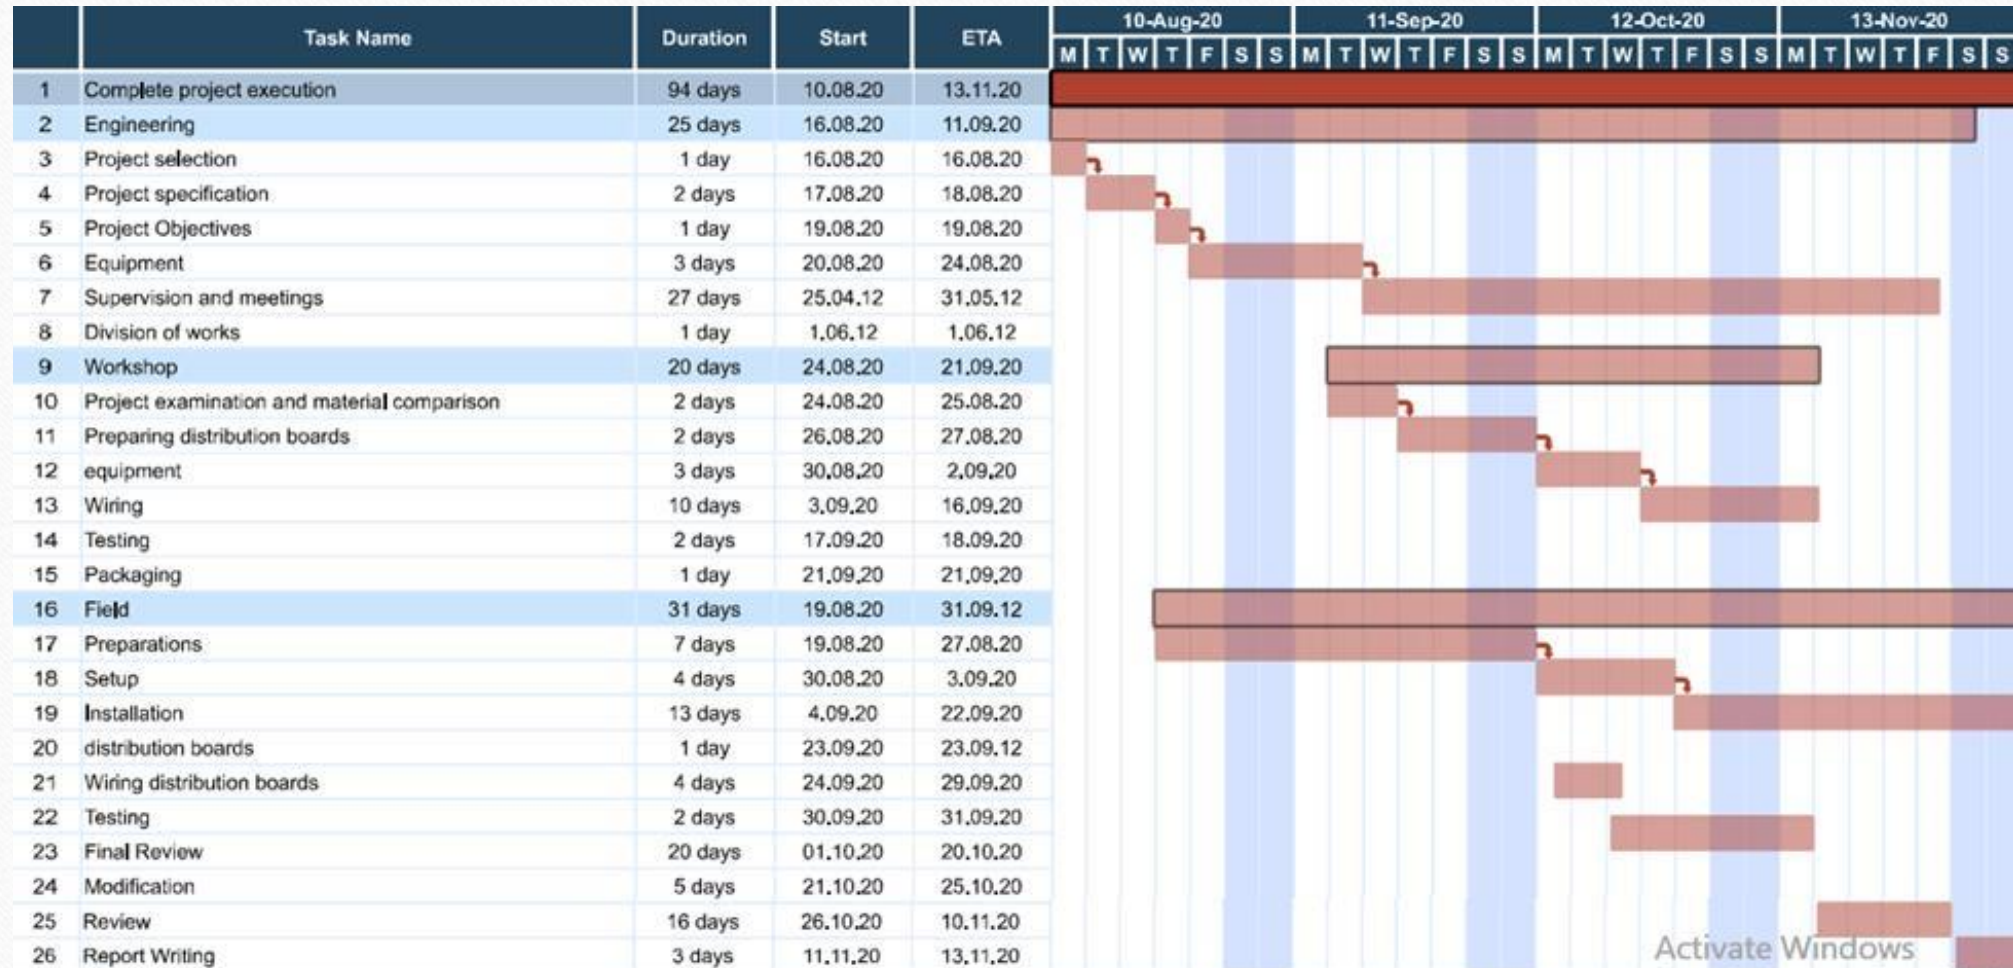 Task Name Duration Start ETA 10-Aug-20 11-Sep-20 12-Oct-20 13-Nov-20
M T W T F S S M T W T F S S M T W T F S S M T W T F S S
1 Complete project execution 94 days 10.08.20 13.11.20
2 Engineering 25 days 16.08.20 11.09.20
3 Project selection 1 day 16.08.20 16.08.20
4 Project specification 2 days 17.08.20 18.08.20
5 Project Objectives 1 day 19.08.20 19.08.20
6 Equipment 3 days 20.08.20 24.08.20
7 Supervision and meetings 27 days 25.04.12 31.05.12
8 Division of works 1 day 1.06.12 1.06.12
9 Workshop 20 days 24.08.20 21.09.20
10 Project examination and material comparison 2 days 24.08.20 25.08.20
11 Preparing distribution boards 2 days 26.08.20 27.08.20
12 equipment 3 days 30.08.20 2.09.20
13 Wiring 10 days 3.09.20 16.09.20
14 Testing 2 days 17.09.20 18.09.20
15 Packaging 1 day 21.09.20 21.09.20
16 Field 31 days 19.08.20 31.09.12
17 Preparations 7 days 19.08.20 27.08.20
18 Setup 4 days 30.08.20 3.09.20
19 Installation 13 days 4.09.20 22.09.20
20 distribution boards 1 day 23.09.20 23.09.12
21 Wiring distribution boards 4 days 24.09.20 29.09.20
22 Testing 2 days 30.09.20 31.09.20
23 Final Review 20 days 01.10.20 20.10.20
24 Modification 5 days 21.10.20 25.10.20
25 Review 16 days 26.10.20 10.11.20
26 Report Writing 3 days 11.11.20 13.11.20
Activate Windows